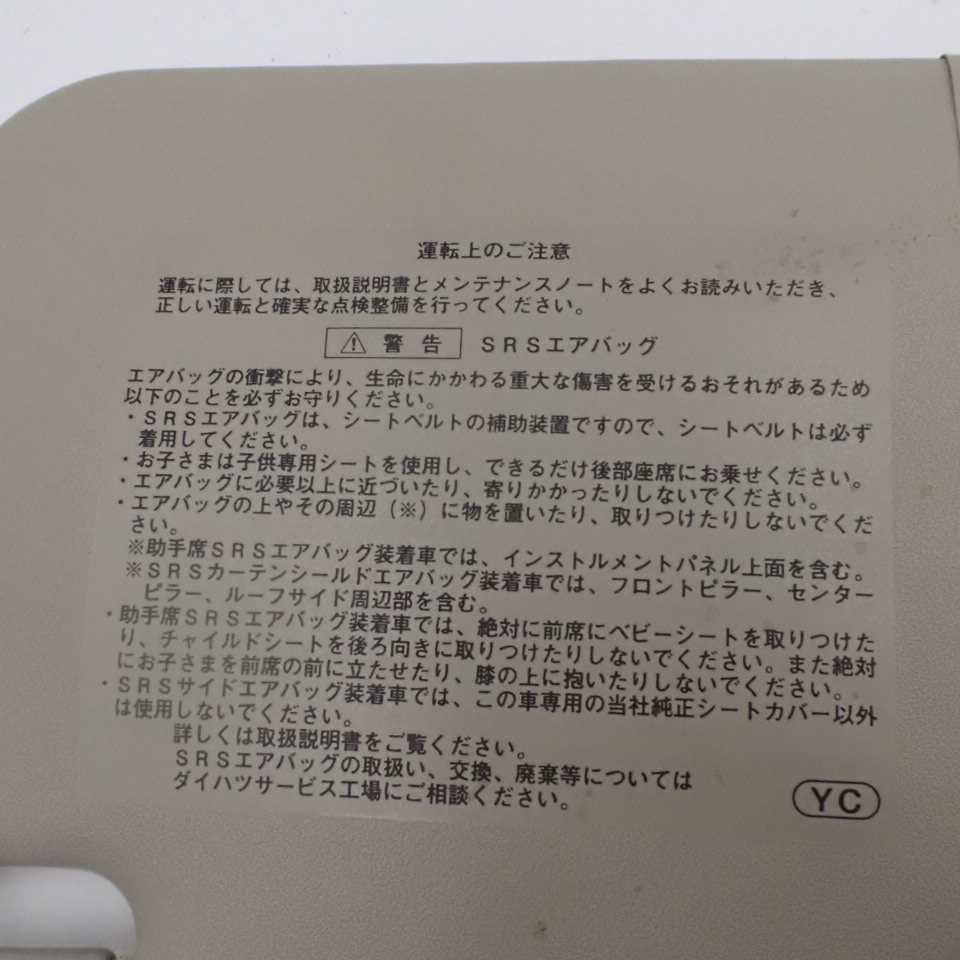 運転上のご注意
運転に際しては、取扱説明書とメンテナンスノートをよくお読みいただき、
正しい運転と確実な点検整備を行ってください。
⚠ 警告 SRSエアバッグ
エアバッグの衝撃により、生命にかかわる重大な傷害を受けるおそれがあるため
以下のことを必ずお守りください。
・SRSエアバッグは、シートベルトの補助装置ですので、シートベルトは必ず
着用してください。
・お子さまは子供専用シートを使用し、できるだけ後部座席にお乗せください。
・エアバッグに必要以上に近づいたり、寄りかかったりしないでください。
・エアバッグの上やその周辺（※）に物を置いたり、取りつけたりしないでくだ
さい。
※助手席SRSエアバッグ装着車では、インストルメントパネル上面を含む。
※SRSカーテンシールドエアバッグ装着車では、フロントピラー、センター
ピラー、ルーフサイド周辺部を含む。
・助手席SRSエアバッグ装着車では、絶対に前席にベビーシートを取りつけた
り、チャイルドシートを後ろ向きに取りつけたりしないでください。また絶対
にお子さまを前席の前に立たせたり、膝の上に抱いたりしないでください。
・SRSサイドエアバッグ装着車では、この車専用の当社純正シートカバー以外
は使用しないでください。
詳しくは取扱説明書をご覧ください。
SRSエアバッグの取扱い、交換、廃棄等については
ダイハツサービス工場にご相談ください。
YC